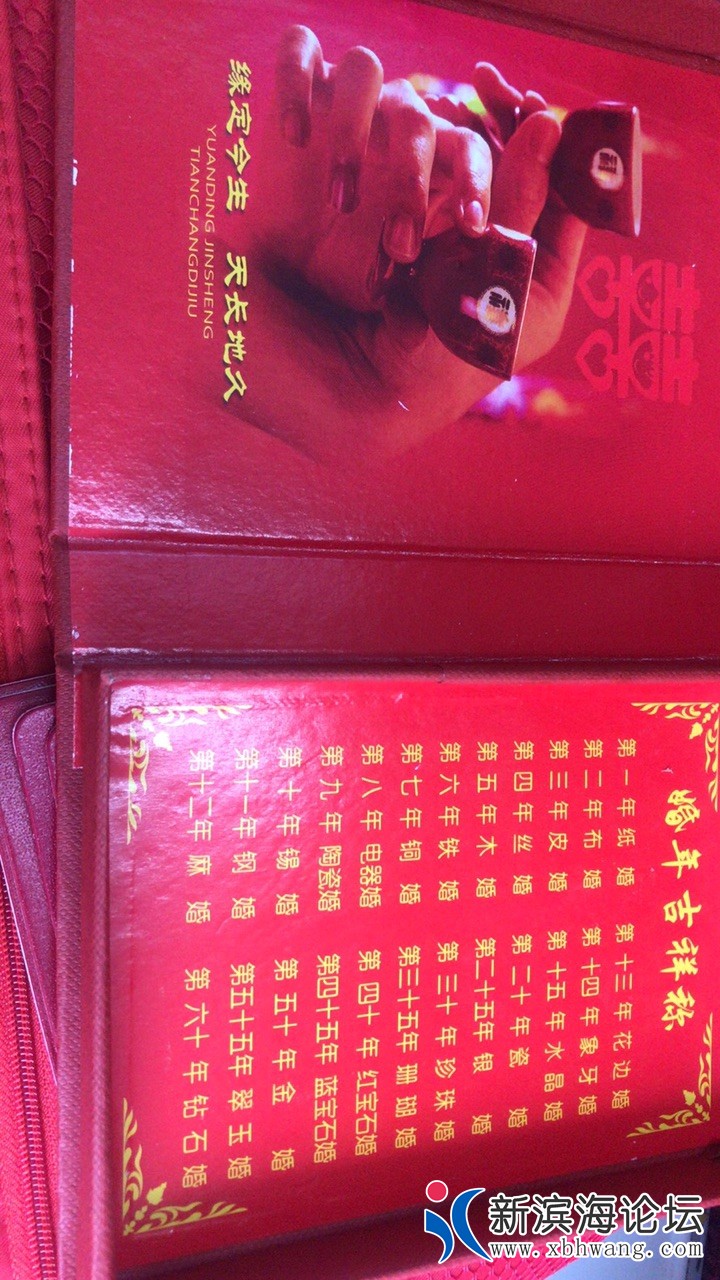 缘定今生 天长地久
YUANDING JINSHENG
TIANCHANGDIJIU
囍
婚年吉祥称
第一年纸婚
第二年布婚
第三年皮婚
第四年丝婚
第五年木婚
第六年铁婚
第七年铜婚
第八年电器婚
第九年陶瓷婚
第十年锡婚
第十一年钢婚
第十二年麻婚
第十三年花边婚
第十四年象牙婚
第十五年水晶婚
第二十年瓷婚
第二十五年银婚
第三十年珍珠婚
第三十五年珊瑚婚
第四十年红宝石婚
第四十五年蓝宝石婚
第五十年金婚
第五十五年翠玉婚
第六十年钻石婚
新滨海论坛
www.xbhwang.com